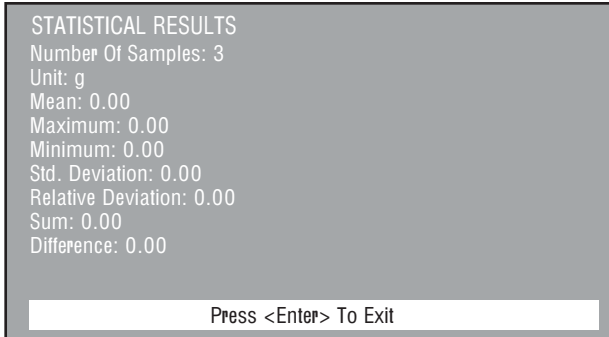 STATISTICAL RESULTS
Number Of Samples: 3
Unit: g
Mean: 0.00
Maximum: 0.00
Minimum: 0.00
Std. Deviation: 0.00
Relative Deviation: 0.00
Sum: 0.00
Difference: 0.00
Press <Enter> To Exit